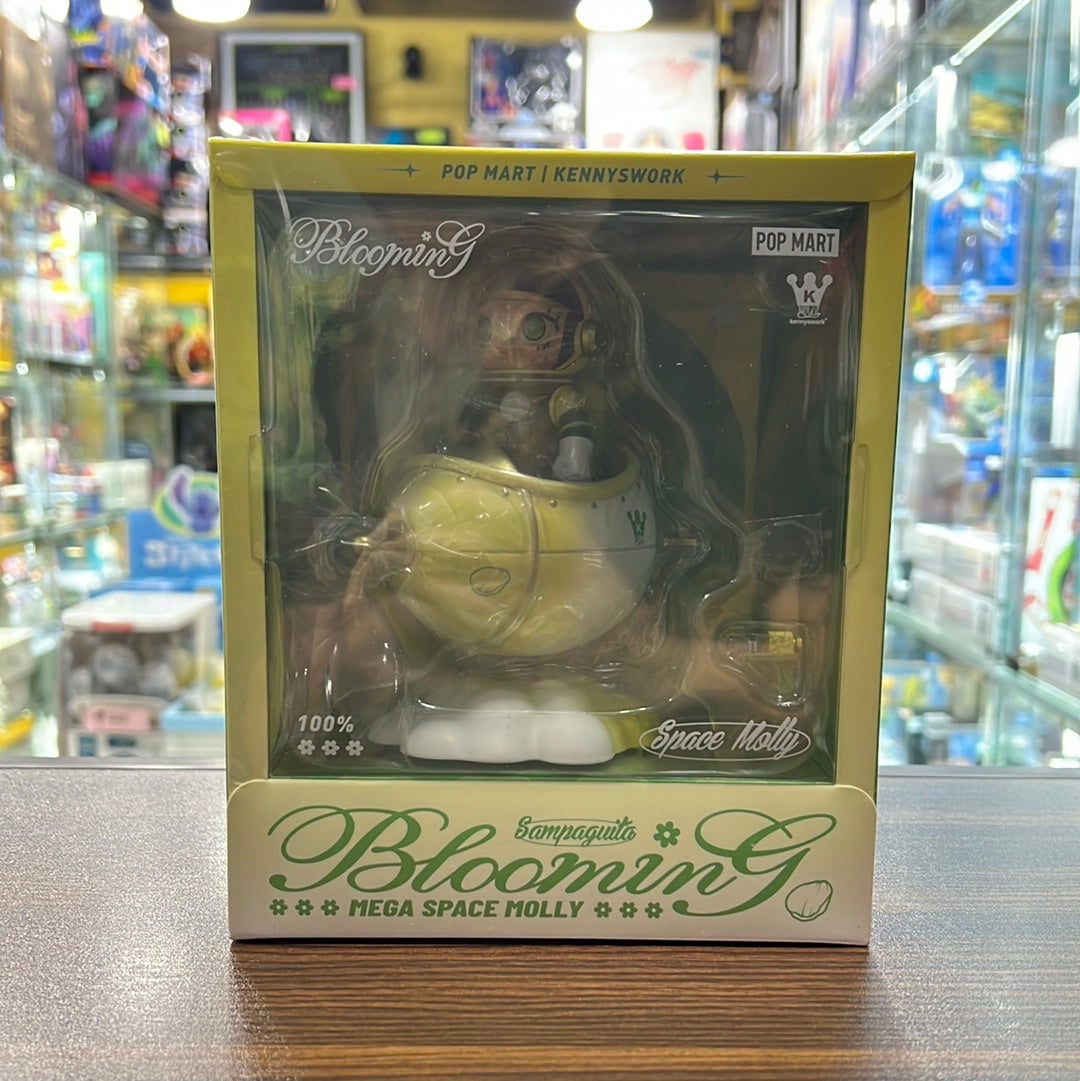 POP MART | KENNYSWORK
BloominG
POP MART
K
kennyswork
100%
Space Molly
Sampaguita
BloominG
MEGA SPACE MOLLY